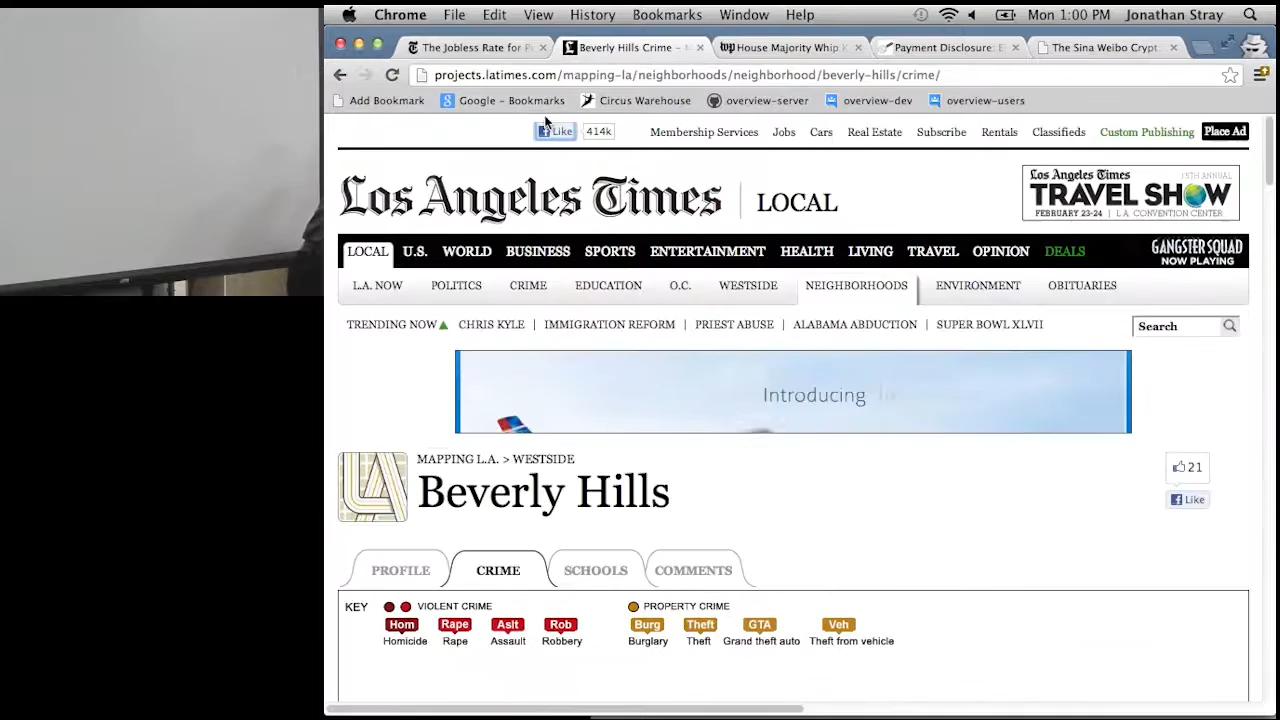 Chrome File Edit View History Bookmarks Window Help Mon 1:00 PM Jonathan Stray
The Jobless Rate for P Beverly Hills Crime – House Majority Whip K Payment Disclosure: E The Sina Weibo Crypt
projects.latimes.com/mapping-la/neighborhoods/neighborhood/beverly-hills/crime/
Add Bookmark Google - Bookmarks Circus Warehouse overview-server overview-dev overview-users
Like 414k Membership Services Jobs Cars Real Estate Subscribe Rentals Classifieds Custom Publishing Place Ad
Los Angeles Times LOCAL
Los Angeles Times 15TH ANNUAL
TRAVEL SHOW
FEBRUARY 23-24 | L.A. CONVENTION CENTER
LOCAL U.S. WORLD BUSINESS SPORTS ENTERTAINMENT HEALTH LIVING TRAVEL OPINION DEALS
GANGSTER SQUAD
NOW PLAYING
L.A. NOW POLITICS CRIME EDUCATION O.C. WESTSIDE NEIGHBORHOODS ENVIRONMENT OBITUARIES
TRENDING NOW CHRIS KYLE | IMMIGRATION REFORM | PRIEST ABUSE | ALABAMA ABDUCTION | SUPER BOWL XLVII Search
Introducing
MAPPING L.A. > WESTSIDE
Beverly Hills
21
Like
PROFILE CRIME SCHOOLS COMMENTS
KEY VIOLENT CRIME PROPERTY CRIME
Hom Rape Aslt Rob Burg Theft GTA Veh
Homicide Rape Assault Robbery Burglary Theft Grand theft auto Theft from vehicle